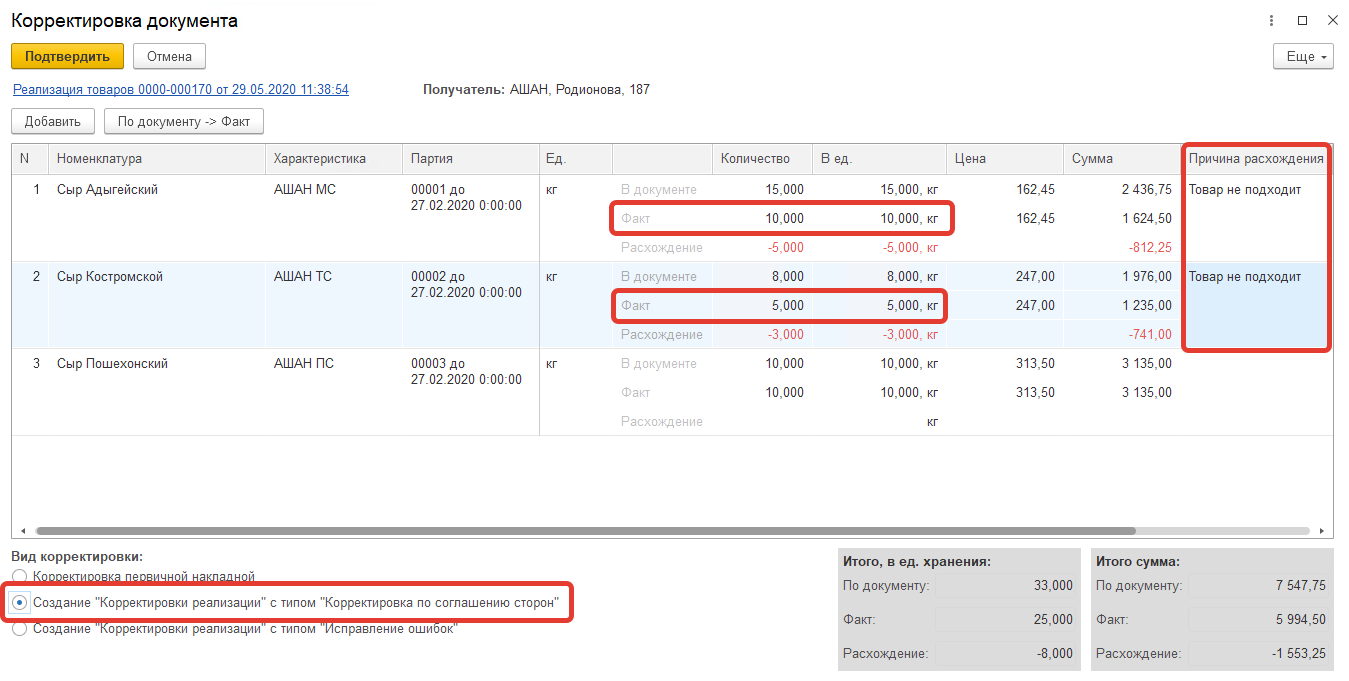 Корректировка документа
Подтвердить Отмена Еще
Реализация товаров 0000-000170 от 29.05.2020 11:38:54 Получатель: АШАН, Родионова, 187
Добавить По документу -> Факт
N Номенклатура Характеристика Партия Ед. Количество В ед. Цена Сумма Причина расхождения
1 Сыр Адыгейский АШАН МС 00001 до кг В документе 15,000 15,000, кг 162,45 2 436,75 Товар не подходит
27.02.2020 0:00:00
Факт 10,000 10,000, кг 162,45 1 624,50
Расхождение -5,000 -5,000, кг -812,25
2 Сыр Костромской АШАН ТС 00002 до кг В документе 8,000 8,000, кг 247,00 1 976,00 Товар не подходит
27.02.2020 0:00:00
Факт 5,000 5,000, кг 247,00 1 235,00
Расхождение -3,000 -3,000, кг -741,00
3 Сыр Пошехонский АШАН ПС 00003 до кг В документе 10,000 10,000, кг 313,50 3 135,00
27.02.2020 0:00:00
Факт 10,000 10,000, кг 313,50 3 135,00
Расхождение кг
Вид корректировки:
Корректировка первичной накладной
Создание "Корректировки реализации" с типом "Корректировка по соглашению сторон"
Создание "Корректировки реализации" с типом "Исправление ошибок"
Итого, в ед. хранения:
По документу: 33,000
Факт: 25,000
Расхождение: -8,000
Итого сумма:
По документу: 7 547,75
Факт: 5 994,50
Расхождение: -1 553,25